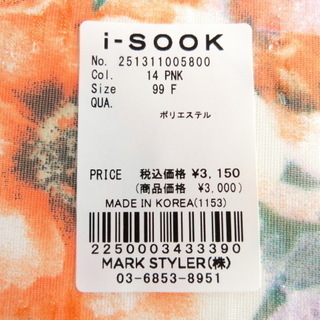 i-SOOK
No. 251311005800
Col. 14 PNK
Size 99 F
QUA.
ポリエステル
PRICE 税込価格 ¥3,150
(商品価格 ¥3,000)
MADE IN KOREA(1153)
2250003433390
MARK STYLER(株)
03-6853-8951